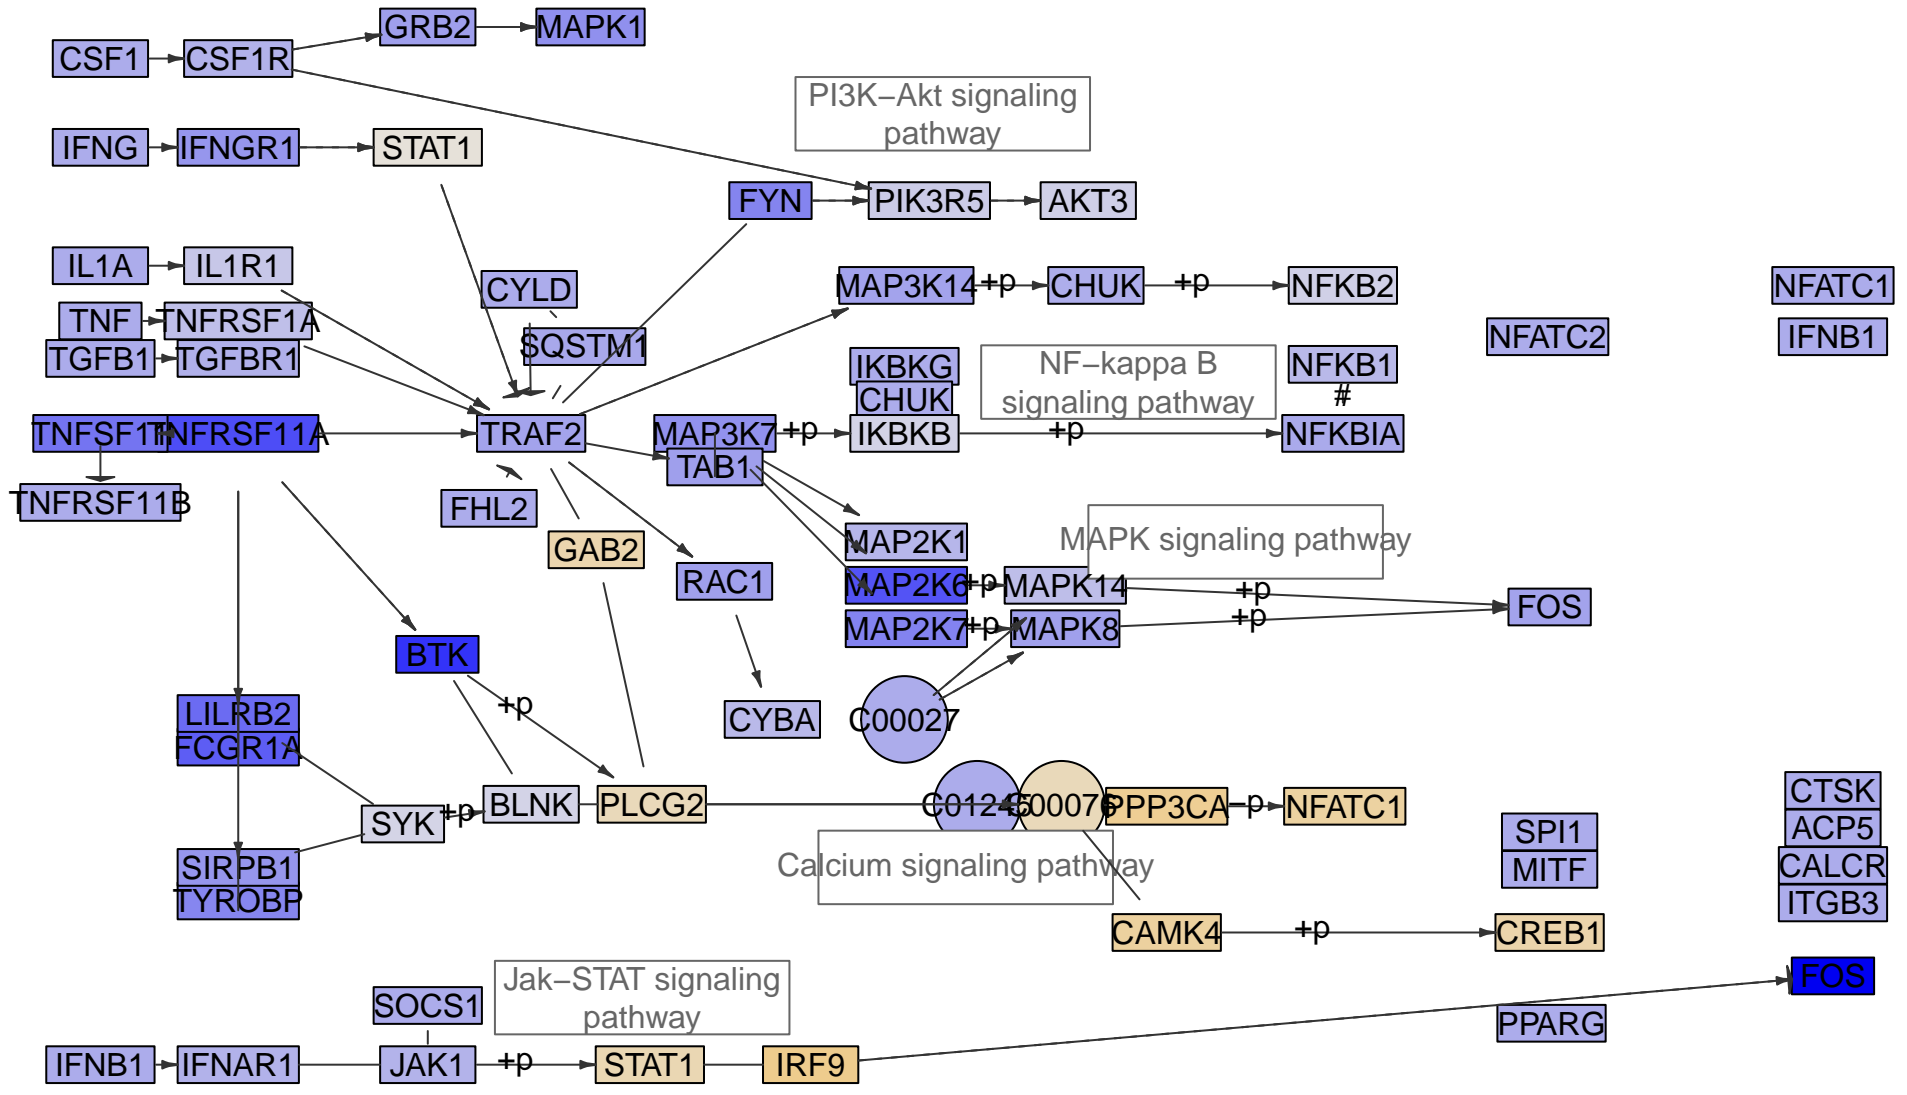 GRB2
MAPK1
CSF1
CSF1R
PI3K–Akt signaling
pathway
IFNG
IFNGR1
STAT1
FYN
PIK3R5
AKT3
IL1A
IL1R1
CYLD
MAP3K14
+p
CHUK
+p
NFKB2
NFATC1
TNF
TNFRSF1A
SQSTM1
NFATC2
IFNB1
TGFB1
TGFBR1
IKBKG
NF–kappa B
signaling pathway
NFKB1
#
CHUK
TNFSF11
TNFRSF11A
TRAF2
MAP3K7
+p
IKBKB
+p
NFKBIA
TAB1
TNFRSF11B
FHL2
GAB2
MAP2K1
MAPK signaling pathway
RAC1
MAP2K6
+p
MAPK14
+p
FOS
MAP2K7
+p
MAPK8
+p
BTK
+p
LILRB2
FCGR1A
CYBA
C00027
SYK
+p
BLNK
PLCG2
C01245
C00076
PPP3CA
–p
NFATC1
CTSK
SPI1
ACP5
SIRPB1
Calcium signaling pathway
MITF
CALCR
TYROBP
ITGB3
CAMK4
+p
CREB1
Jak–STAT signaling
pathway
FOS
SOCS1
PPARG
IFNB1
IFNAR1
JAK1
+p
STAT1
IRF9